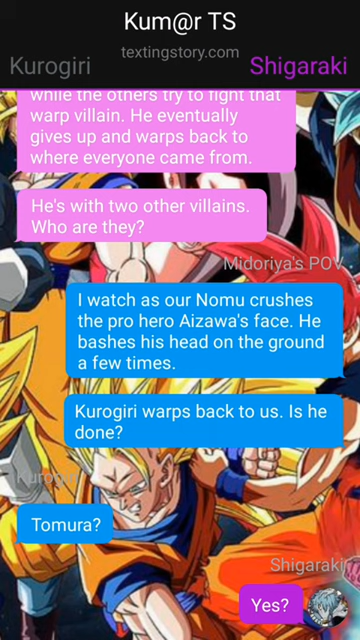 Kum@r TS
textingstory.com
Kurogiri
Shigaraki
while the others try to fight that
warp villain. He eventually
gives up and warps back to
where everyone came from.
He's with two other villains.
Who are they?
Midoriya's POV
I watch as our Nomu crushes
the pro hero Aizawa's face. He
bashes his head on the ground
a few times.
Kurogiri warps back to us. Is he
done?
Kurogiri
Tomura?
Shigaraki
Yes?